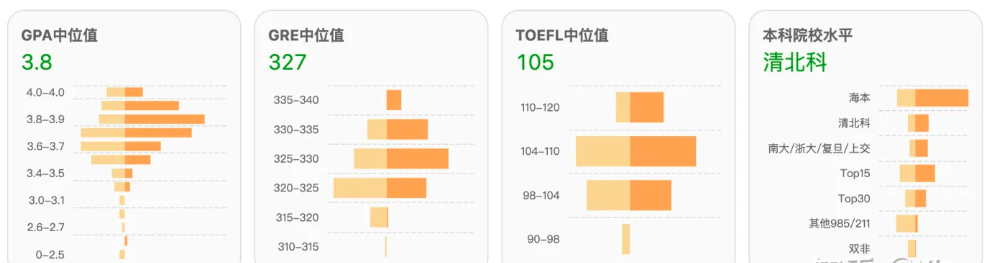 GPA中位值
3.8
4.0–4.0
3.8–3.9
3.6–3.7
3.4–3.5
3.0–3.1
2.6–2.7
0–2.5
GRE中位值
327
335–340
330–335
325–330
320–325
315–320
310–315
TOEFL中位值
105
110–120
104–110
98–104
90–98
本科院校水平
清北科
海本
清北科
南大/浙大/复旦/上交
Top15
Top30
其他985/211
双非